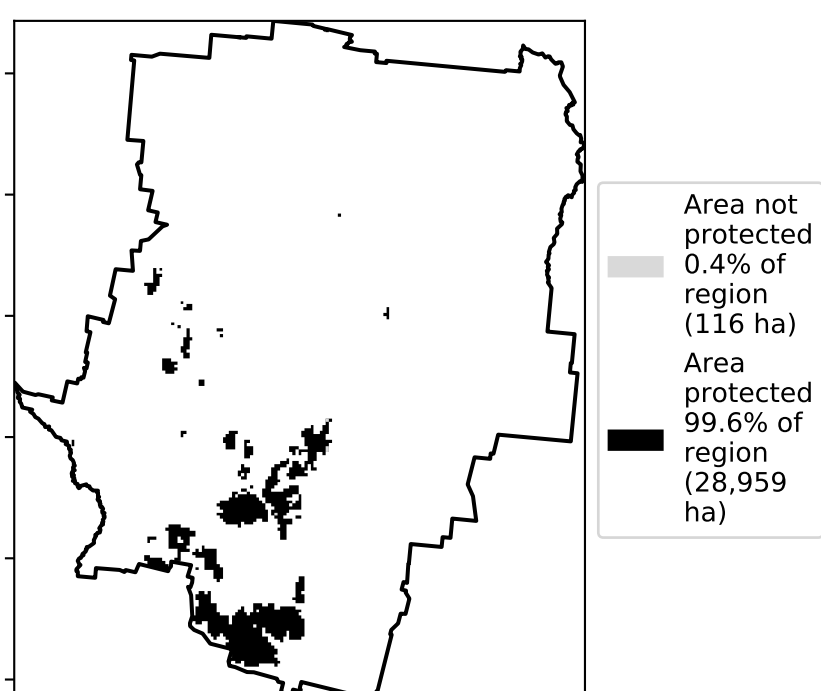 Area not
protected
0.4% of
region
(116 ha)
Area
protected
99.6% of
region
(28,959
ha)